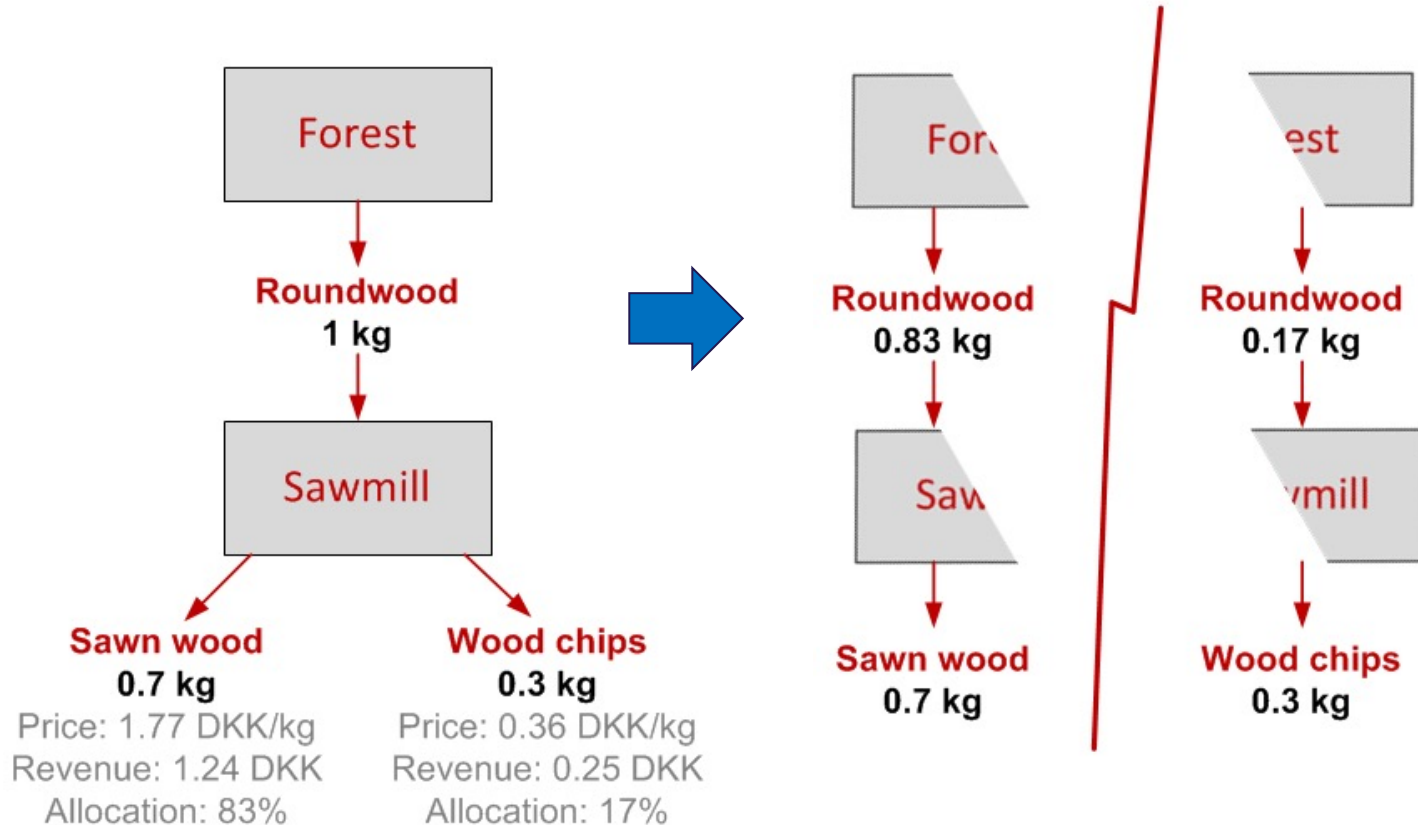 Forest
Roundwood
1 kg
Sawmill
Sawn wood
0.7 kg
Price: 1.77 DKK/kg
Revenue: 1.24 DKK
Allocation: 83%
Wood chips
0.3 kg
Price: 0.36 DKK/kg
Revenue: 0.25 DKK
Allocation: 17%
For
Roundwood
0.83 kg
Saw
Sawn wood
0.7 kg
est
Roundwood
0.17 kg
mill
Wood chips
0.3 kg